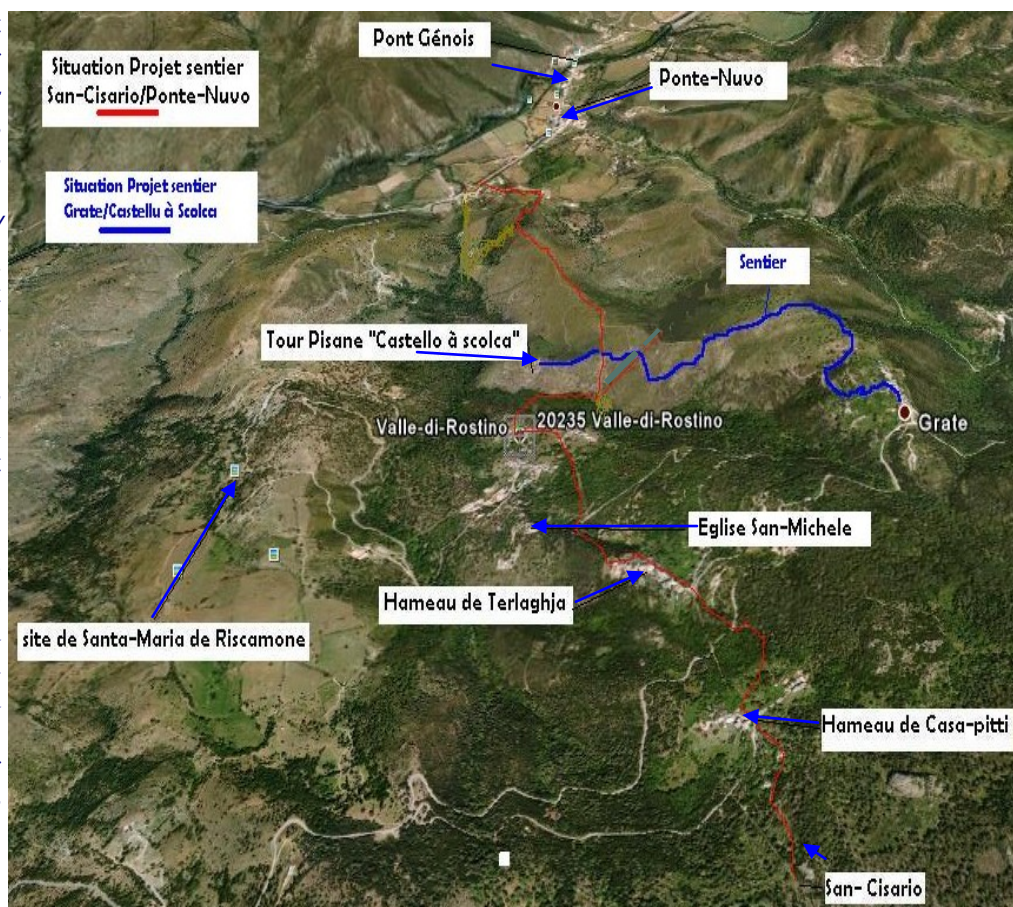 Pont Génois
Situation Projet sentier
San-Cisario/Ponte-Nuvo
Ponte-Nuvo
Situation Projet sentier
Grate/Castellu à Scolca
Sentier
Tour Pisane "Castello à scolca"
Valle-di-Rostino
20235 Valle-di-Rostino
Grate
Eglise San-Michele
Hameau de Terlaghja
site de Santa-Maria de Riscamone
Hameau de Casa-pitti
San- Cisario